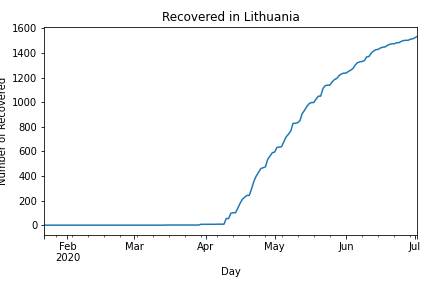 Recovered in Lithuania
1600
1400
1200
1000
800
600
400
200
0
Number of Recovered
Feb
2020
Mar
Apr
May
Jun
Jul
Day